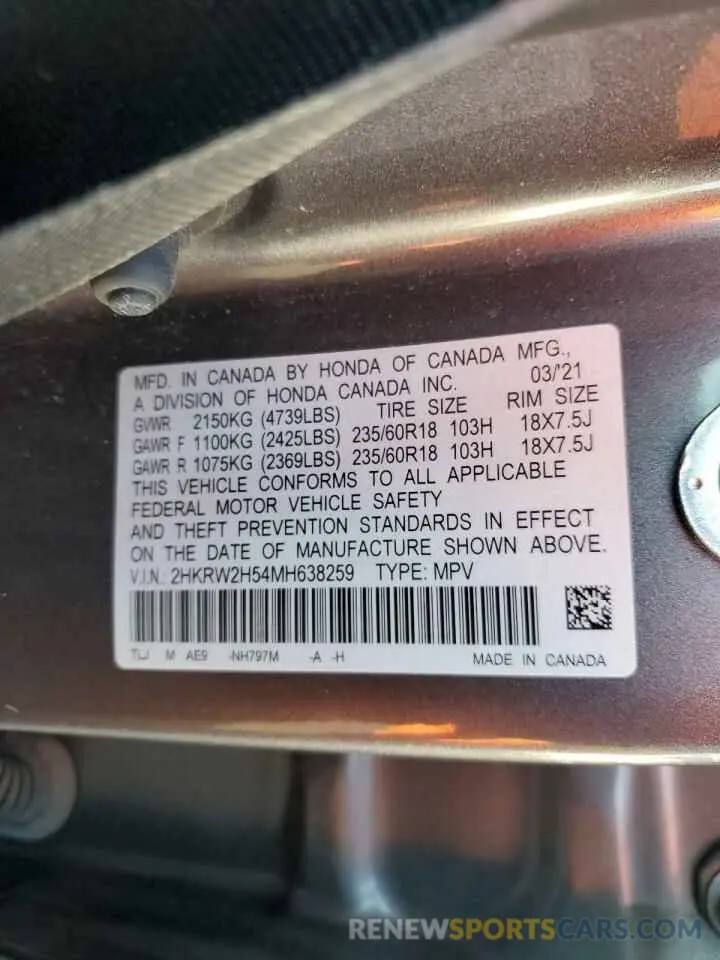 MFD. IN CANADA BY HONDA OF CANADA MFG.,
A DIVISION OF HONDA CANADA INC. 03/'21
GVWR 2150KG (4739LBS) TIRE SIZE RIM SIZE
GAWR F 1100KG (2425LBS) 235/60R18 103H 18X7.5J
GAWR R 1075KG (2369LBS) 235/60R18 103H 18X7.5J
THIS VEHICLE CONFORMS TO ALL APPLICABLE
FEDERAL MOTOR VEHICLE SAFETY
AND THEFT PREVENTION STANDARDS IN EFFECT
ON THE DATE OF MANUFACTURE SHOWN ABOVE.
V.I.N. 2HKRW2H54MH638259 TYPE: MPV
TLJ M AE9 -NH797M -A -H MADE IN CANADA
RENEWSPORTSCARS.COM